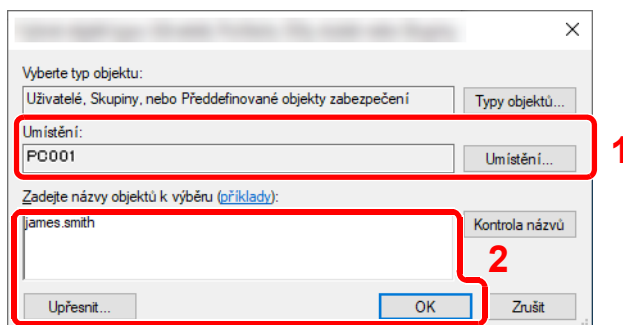 Vyberte typ objektu:
Uživatelé, Skupiny, nebo Předdefinované objekty zabezpečení
Typy objektů...
Umístění:
PC001
Umístění...
1
Zadejte názvy objektů k výběru (příklady):
james.smith
Kontrola názvů
2
Upřesnit...
OK
Zrušit